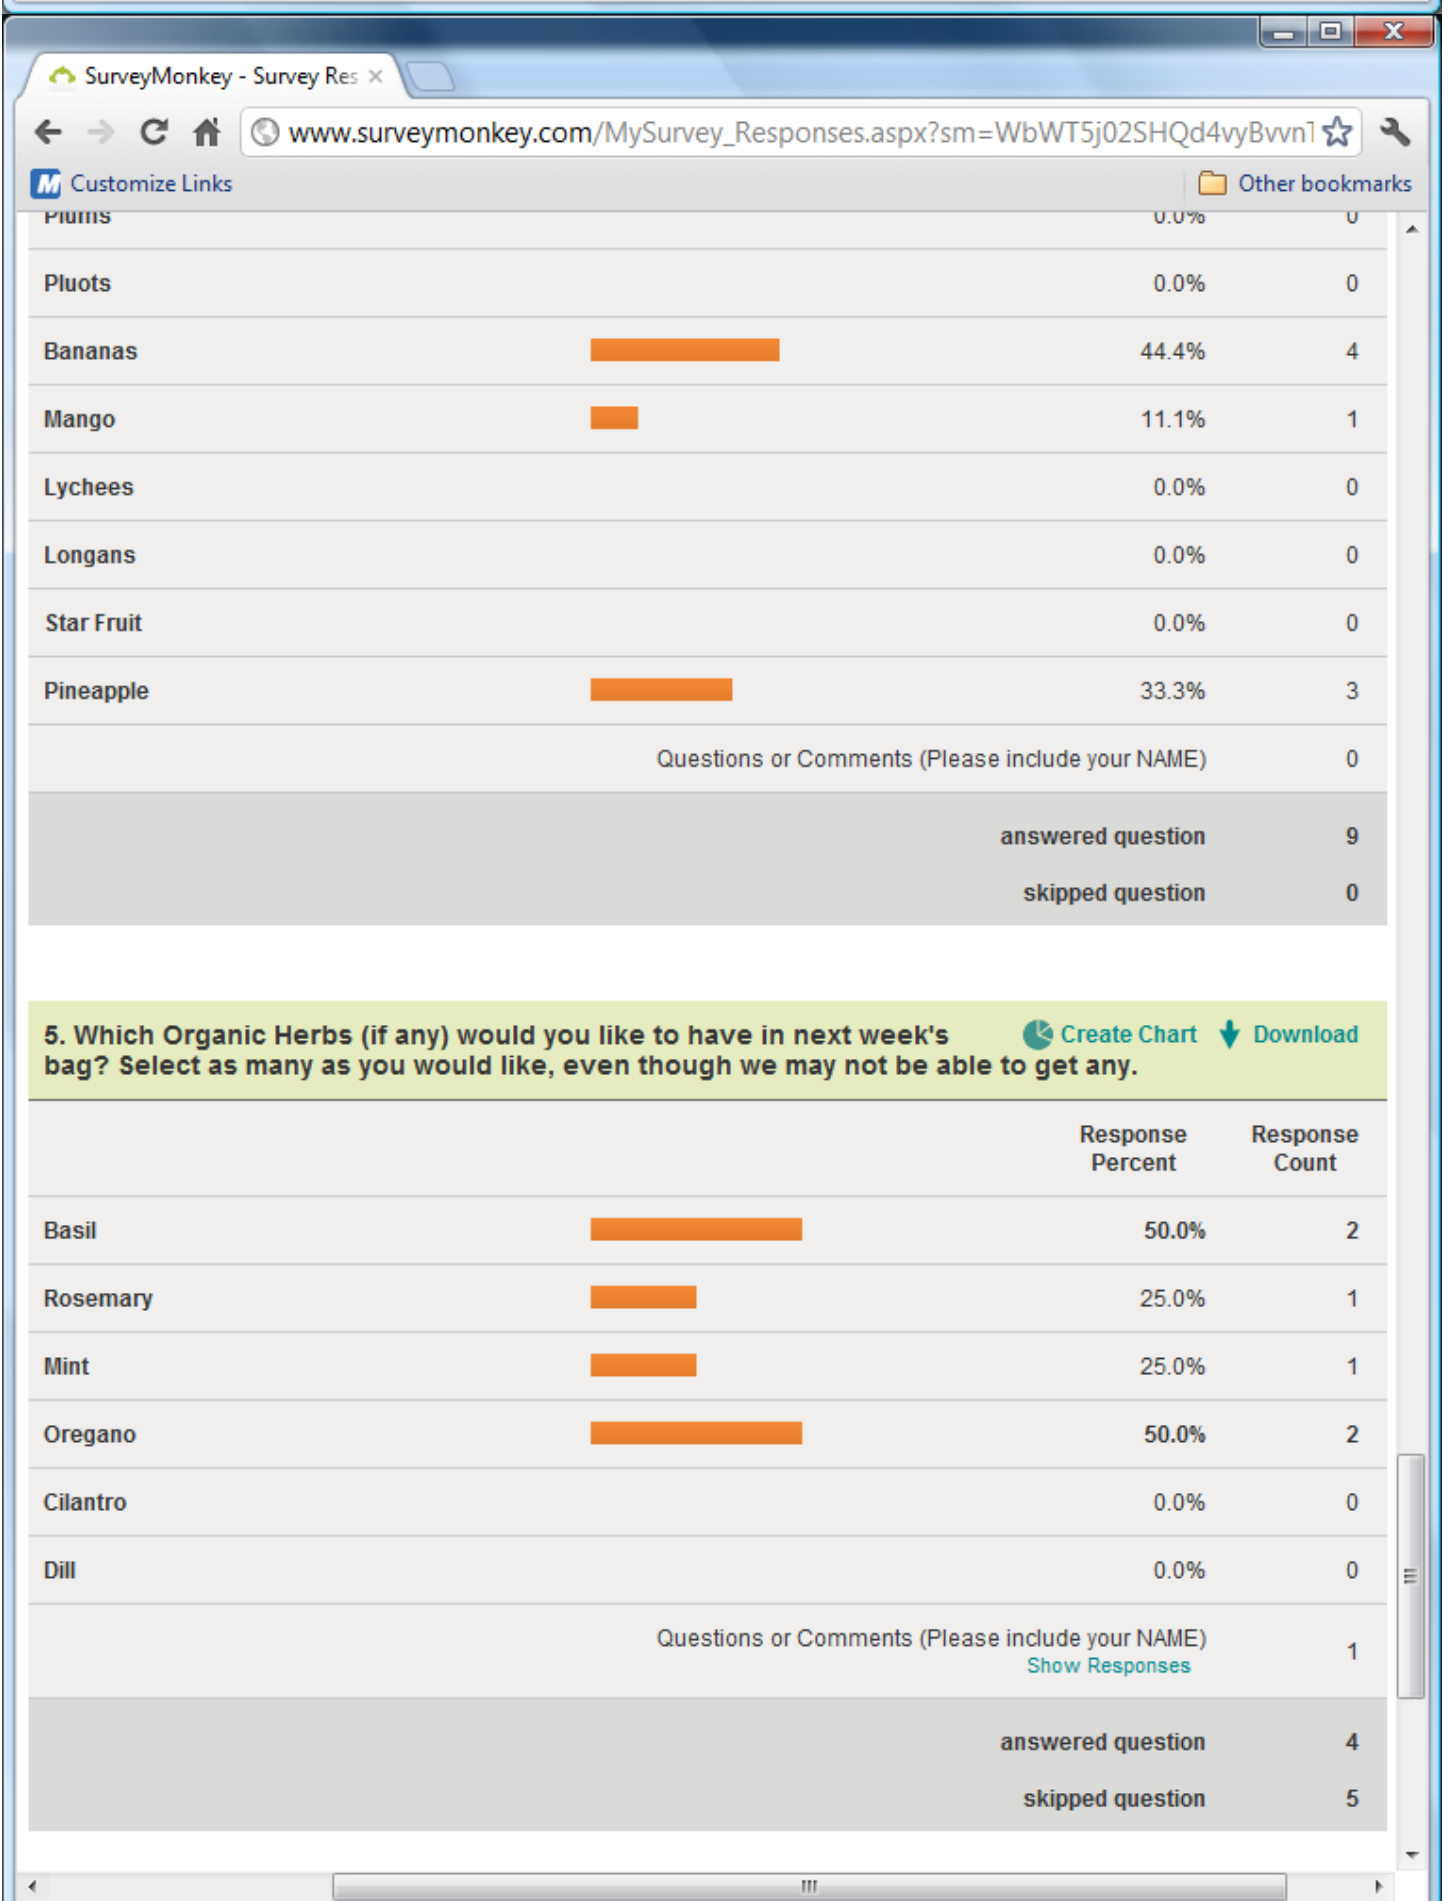 SurveyMonkey - Survey Res
www.surveymonkey.com/MySurvey_Responses.aspx?sm=WbWT5j02SHQd4vyBvvnT
Customize Links Other bookmarks
Plums 0.0% 0
Pluots 0.0% 0
Bananas 44.4% 4
Mango 11.1% 1
Lychees 0.0% 0
Longans 0.0% 0
Star Fruit 0.0% 0
Pineapple 33.3% 3
Questions or Comments (Please include your NAME) 0
answered question 9
skipped question 0
5. Which Organic Herbs (if any) would you like to have in next week's Create Chart Download
bag? Select as many as you would like, even though we may not be able to get any.
Response Response
Percent Count
Basil 50.0% 2
Rosemary 25.0% 1
Mint 25.0% 1
Oregano 50.0% 2
Cilantro 0.0% 0
Dill 0.0% 0
Questions or Comments (Please include your NAME) 1
Show Responses
answered question 4
skipped question 5